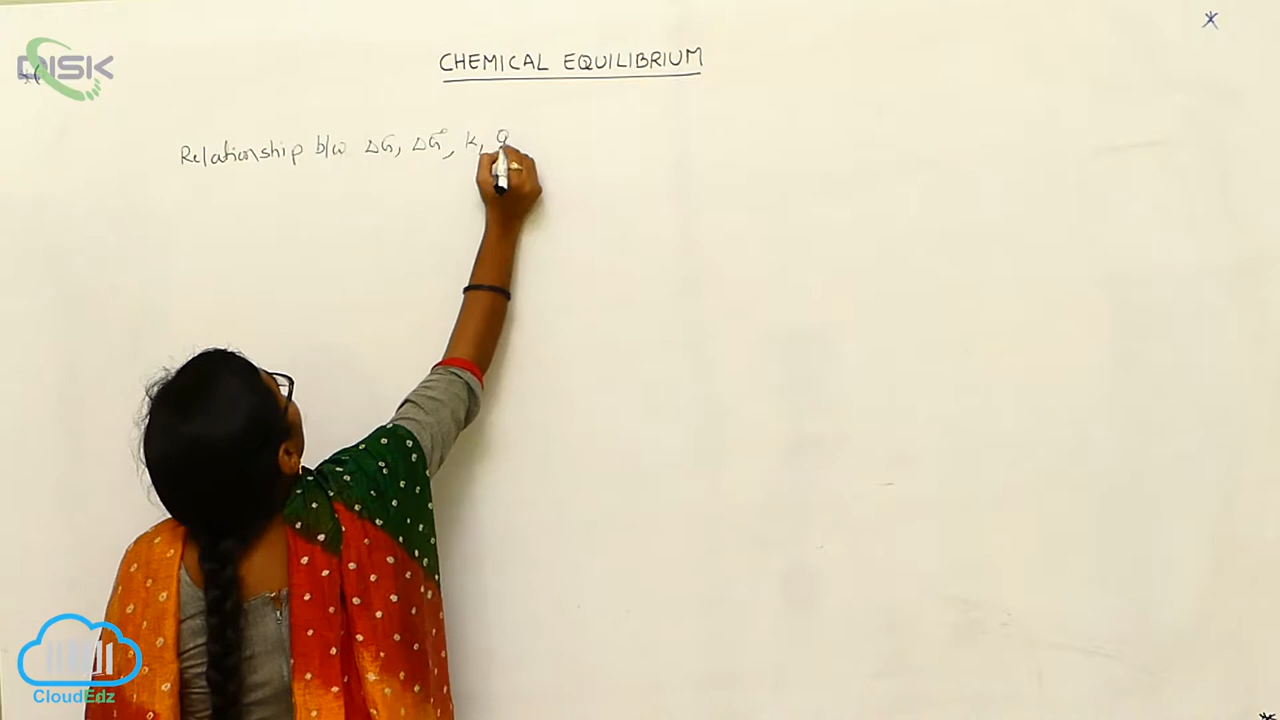 DISK
CHEMICAL EQUILIBRIUM
Relationship b/w ΔG, ΔG°, K, Q
CloudEdz